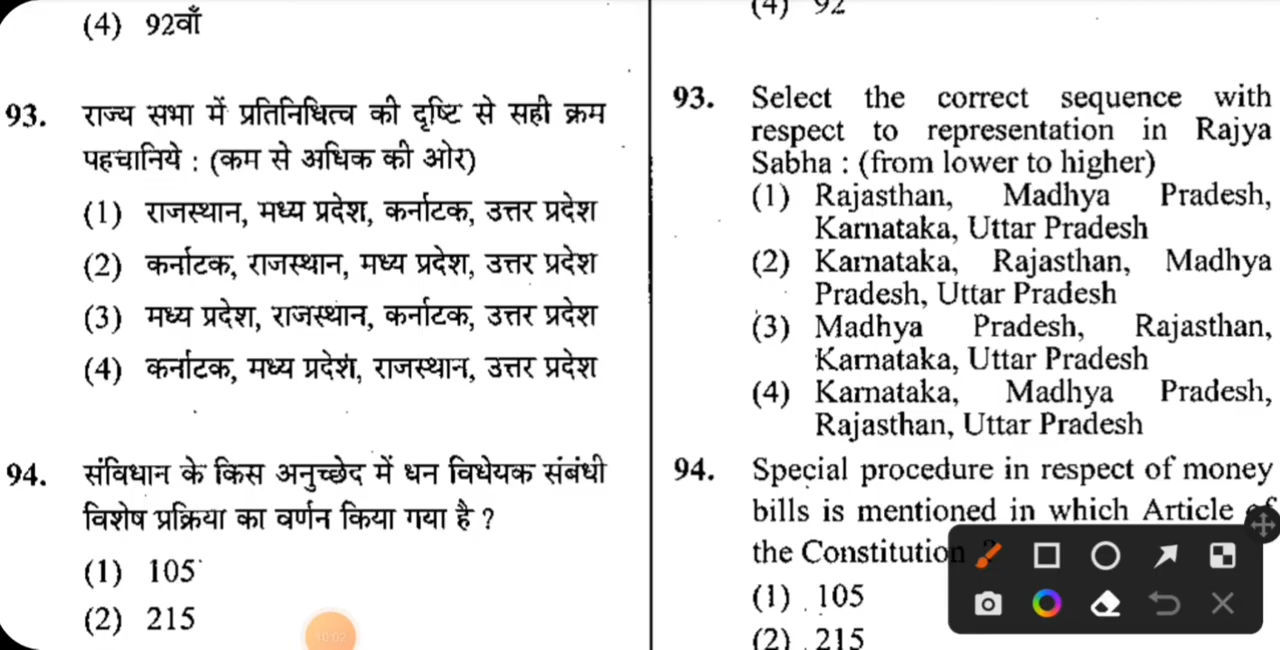 (4) 92वाँ
93. राज्य सभा में प्रतिनिधित्व की दृष्टि से सही क्रम
पहचानिये : (कम से अधिक की ओर)
(1) राजस्थान, मध्य प्रदेश, कर्नाटक, उत्तर प्रदेश
(2) कर्नाटक, राजस्थान, मध्य प्रदेश, उत्तर प्रदेश
(3) मध्य प्रदेश, राजस्थान, कर्नाटक, उत्तर प्रदेश
(4) कर्नाटक, मध्य प्रदेश, राजस्थान, उत्तर प्रदेश
94. संविधान के किस अनुच्छेद में धन विधेयक संबंधी
विशेष प्रक्रिया का वर्णन किया गया है ?
(1) 105
(2) 215
10:02
(4) 92
93. Select the correct sequence with
respect to representation in Rajya
Sabha : (from lower to higher)
(1) Rajasthan, Madhya Pradesh,
Karnataka, Uttar Pradesh
(2) Karnataka, Rajasthan, Madhya
Pradesh, Uttar Pradesh
(3) Madhya Pradesh, Rajasthan,
Karnataka, Uttar Pradesh
(4) Karnataka, Madhya Pradesh,
Rajasthan, Uttar Pradesh
94. Special procedure in respect of money
bills is mentioned in which Article of
the Constitution ?
(1) 105
(2) 215